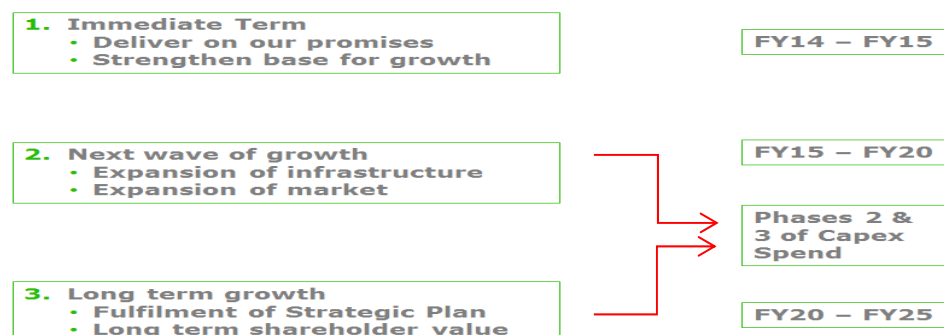 1. Immediate Term
• Deliver on our promises
• Strengthen base for growth
FY14 – FY15
2. Next wave of growth
• Expansion of infrastructure
• Expansion of market
FY15 – FY20
Phases 2 &
3 of Capex
Spend
3. Long term growth
• Fulfilment of Strategic Plan
• Long term shareholder value
FY20 – FY25